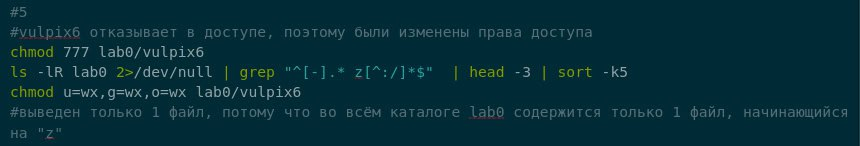 #5
#vulpix6 отказывает в доступе, поэтому были изменены права доступа
chmod 777 lab0/vulpix6
ls -lR lab0 2>/dev/null | grep "^[-].* z[^:/]*$"  | head -3 | sort -k5
chmod u=wx,g=wx,o=wx lab0/vulpix6
#выведен только 1 файл, потому что во всём каталоге lab0 содержится только 1 файл, начинающийся
на "z"